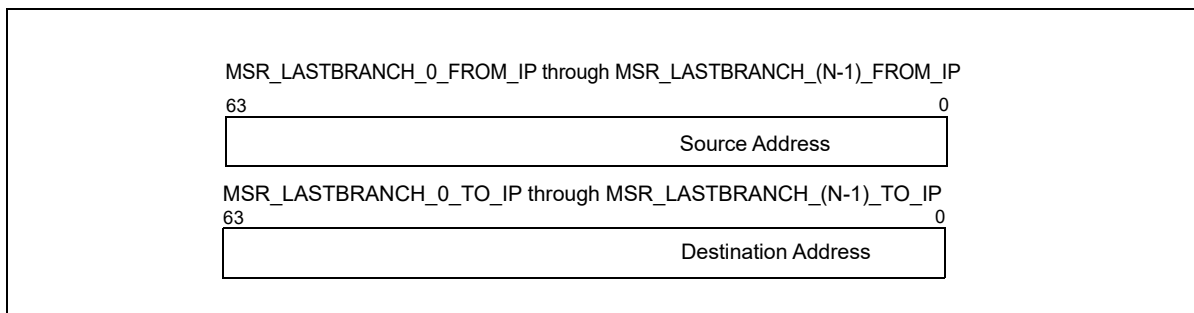 MSR_LASTBRANCH_0_FROM_IP through MSR_LASTBRANCH_(N-1)_FROM_IP
63 0
Source Address
MSR_LASTBRANCH_0_TO_IP through MSR_LASTBRANCH_(N-1)_TO_IP
63 0
Destination Address